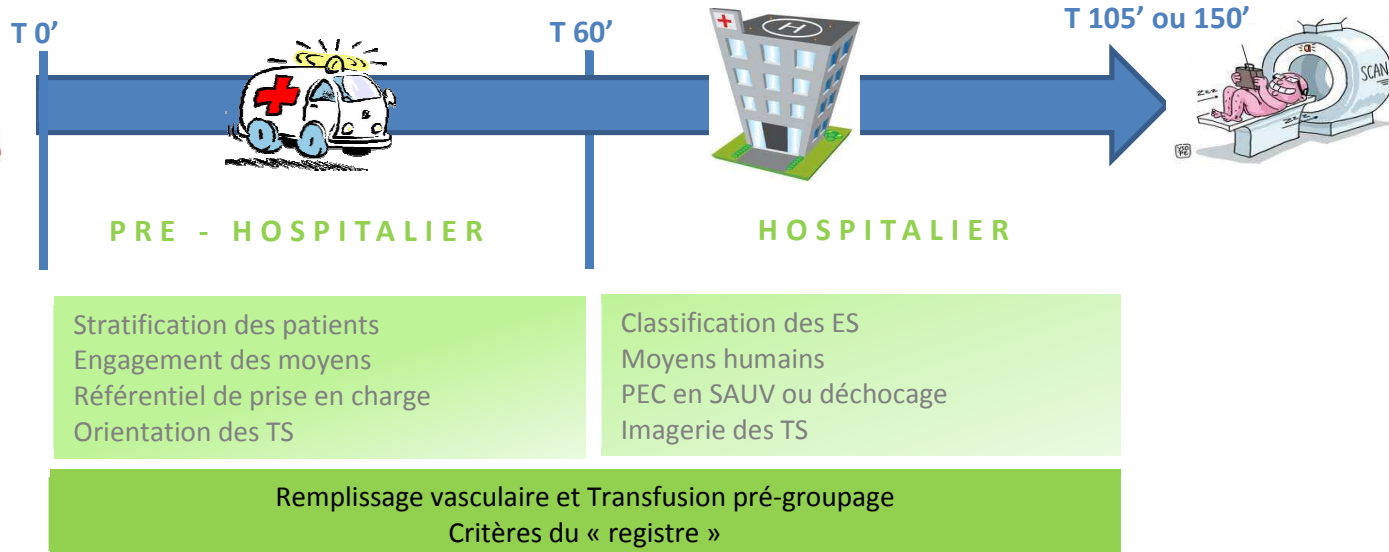 T 0’
T 60’
T 105’ ou 150’
H
SCAN
PRE - HOSPITALIER
HOSPITALIER
Stratification des patients
Engagement des moyens
Référentiel de prise en charge
Orientation des TS
Classification des ES
Moyens humains
PEC en SAUV ou déchocage
Imagerie des TS
Remplissage vasculaire et Transfusion pré-groupage
Critères du « registre »